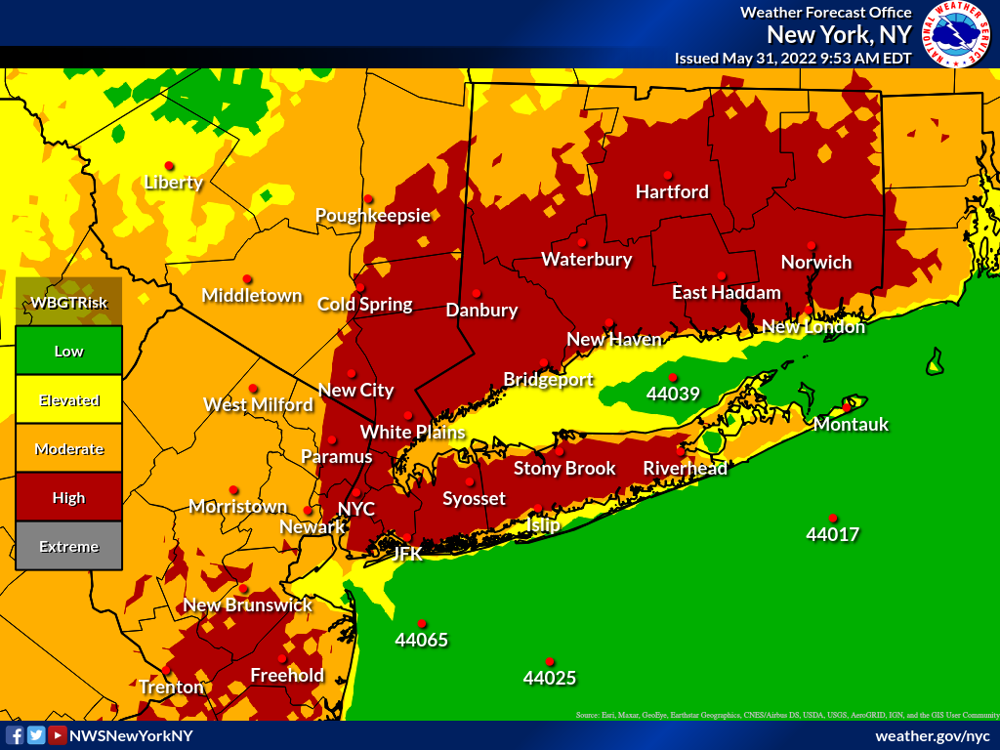 Weather Forecast Office
New York, NY
Issued May 31, 2022 9:53 AM EDT
NATIONAL WEATHER SERVICE
Liberty
Poughkeepsie
Hartford
Waterbury
Norwich
Middletown
Cold Spring
Danbury
East Haddam
New London
New Haven
Bridgeport
44039
West Milford
New City
White Plains
Montauk
Paramus
Stony Brook
Riverhead
Syosset
Morristown
NYC
Newark
Islip
44017
JFK
New Brunswick
44065
44025
Freehold
Trenton
WBGTRisk
Low
Elevated
Moderate
High
Extreme
Source: Esri, Maxar, GeoEye, Earthstar Geographics, CNES/Airbus DS, USDA, USGS, AeroGRID, IGN, and the GIS User Community
NWSNewYorkNY
weather.gov/nyc